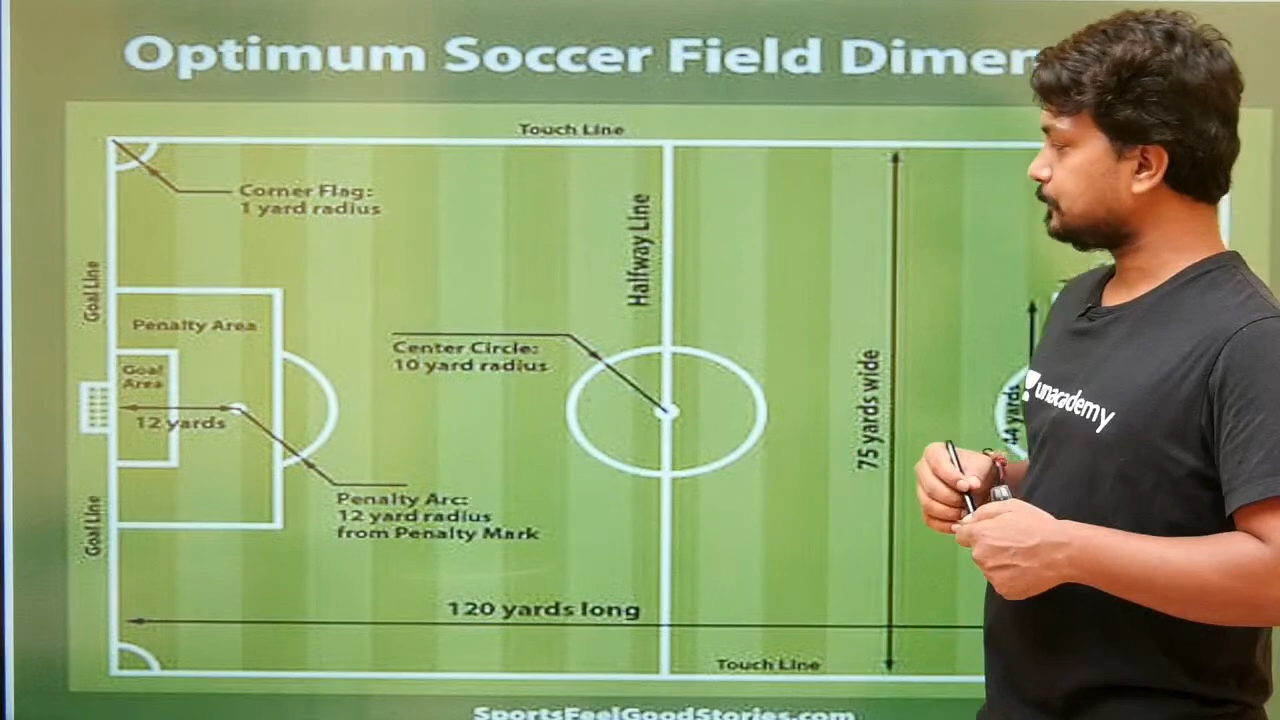 Optimum Soccer Field Dimen
Touch Line
Corner Flag:
1 yard radius
Halfway Line
Goal Line
Penalty Area
Center Circle:
10 yard radius
Goal
Area
75 yards wide
44 yards
unacademy
12 yards
Penalty Arc:
12 yard radius
from Penalty Mark
Goal Line
120 yards long
Touch Line
SportsFeelGoodStories.com